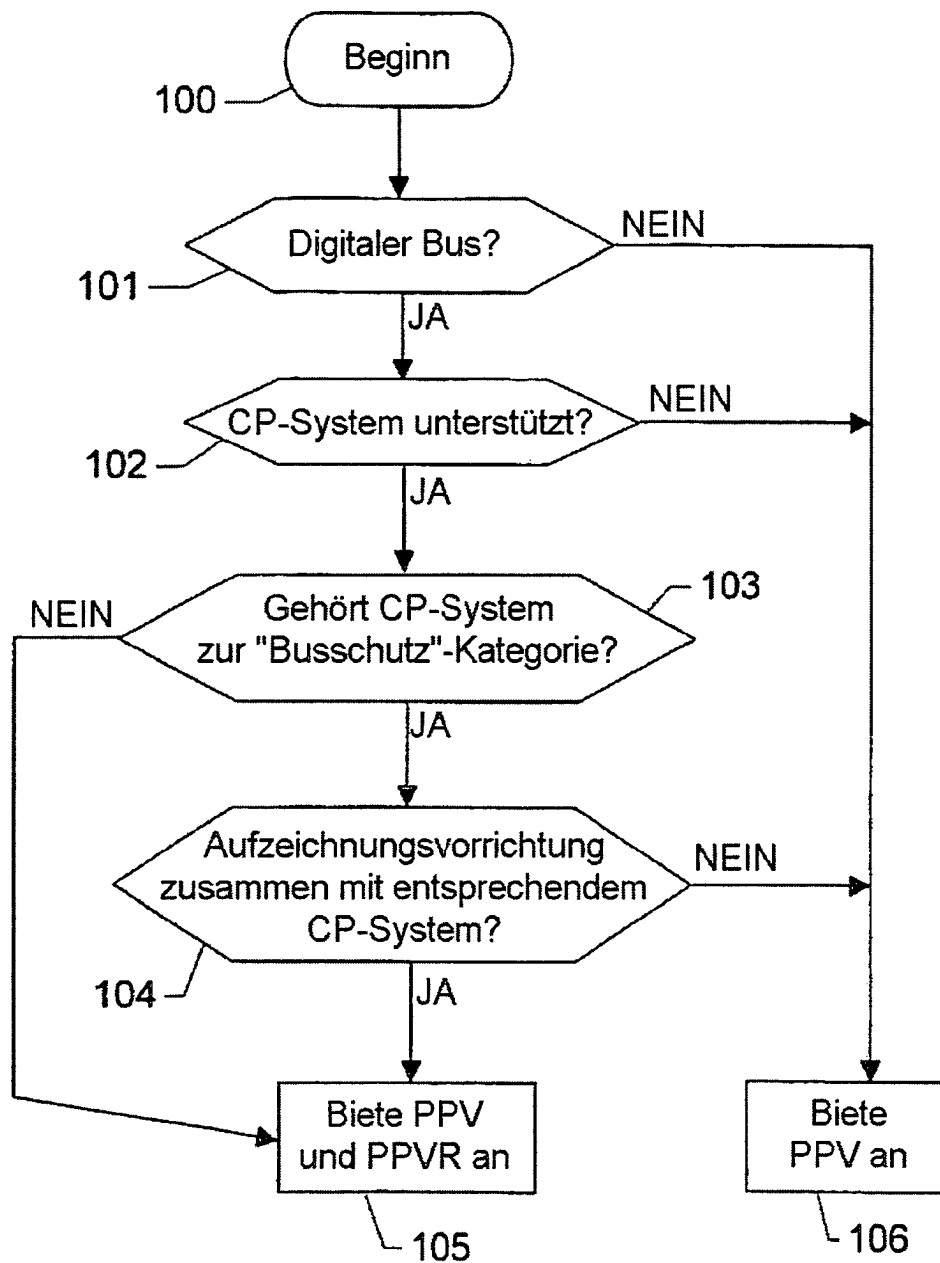 Beginn
100
Digitaler Bus?
NEIN
101
JA
CP-System unterstützt?
NEIN
102
JA
103
NEIN
Gehört CP-System
zur "Busschutz"-Kategorie?
JA
Aufzeichnungsvorrichtung
zusammen mit entsprechendem
CP-System?
NEIN
104
JA
Biete PPV
und PPVR an
Biete
PPV an
105
106